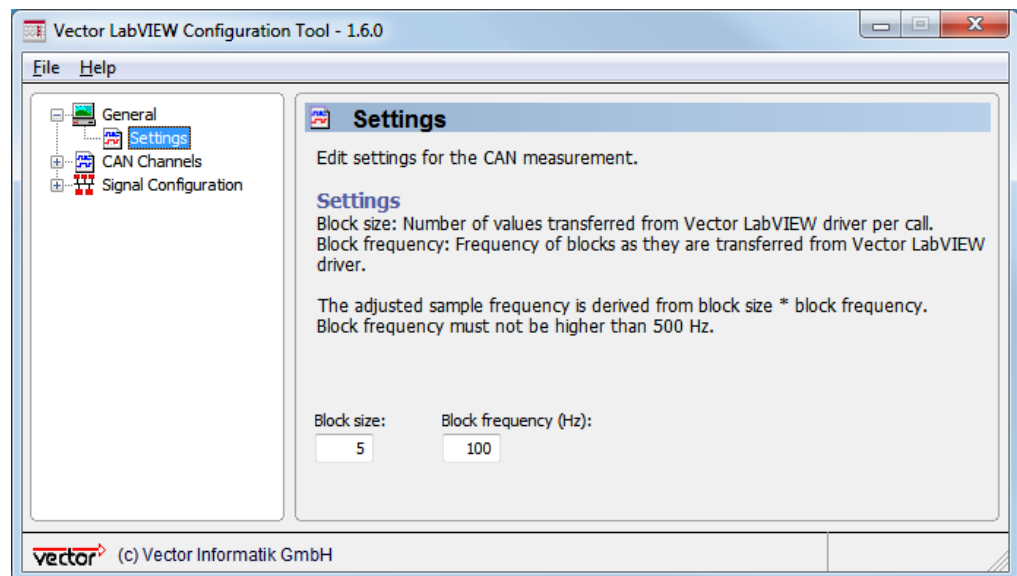 Vector LabVIEW Configuration Tool - 1.6.0
File Help
General
Settings
CAN Channels
Signal Configuration
Settings
Edit settings for the CAN measurement.
Settings
Block size: Number of values transferred from Vector LabVIEW driver per call.
Block frequency: Frequency of blocks as they are transferred from Vector LabVIEW
driver.
The adjusted sample frequency is derived from block size * block frequency.
Block frequency must not be higher than 500 Hz.
Block size: Block frequency (Hz):
5 100
vector (c) Vector Informatik GmbH